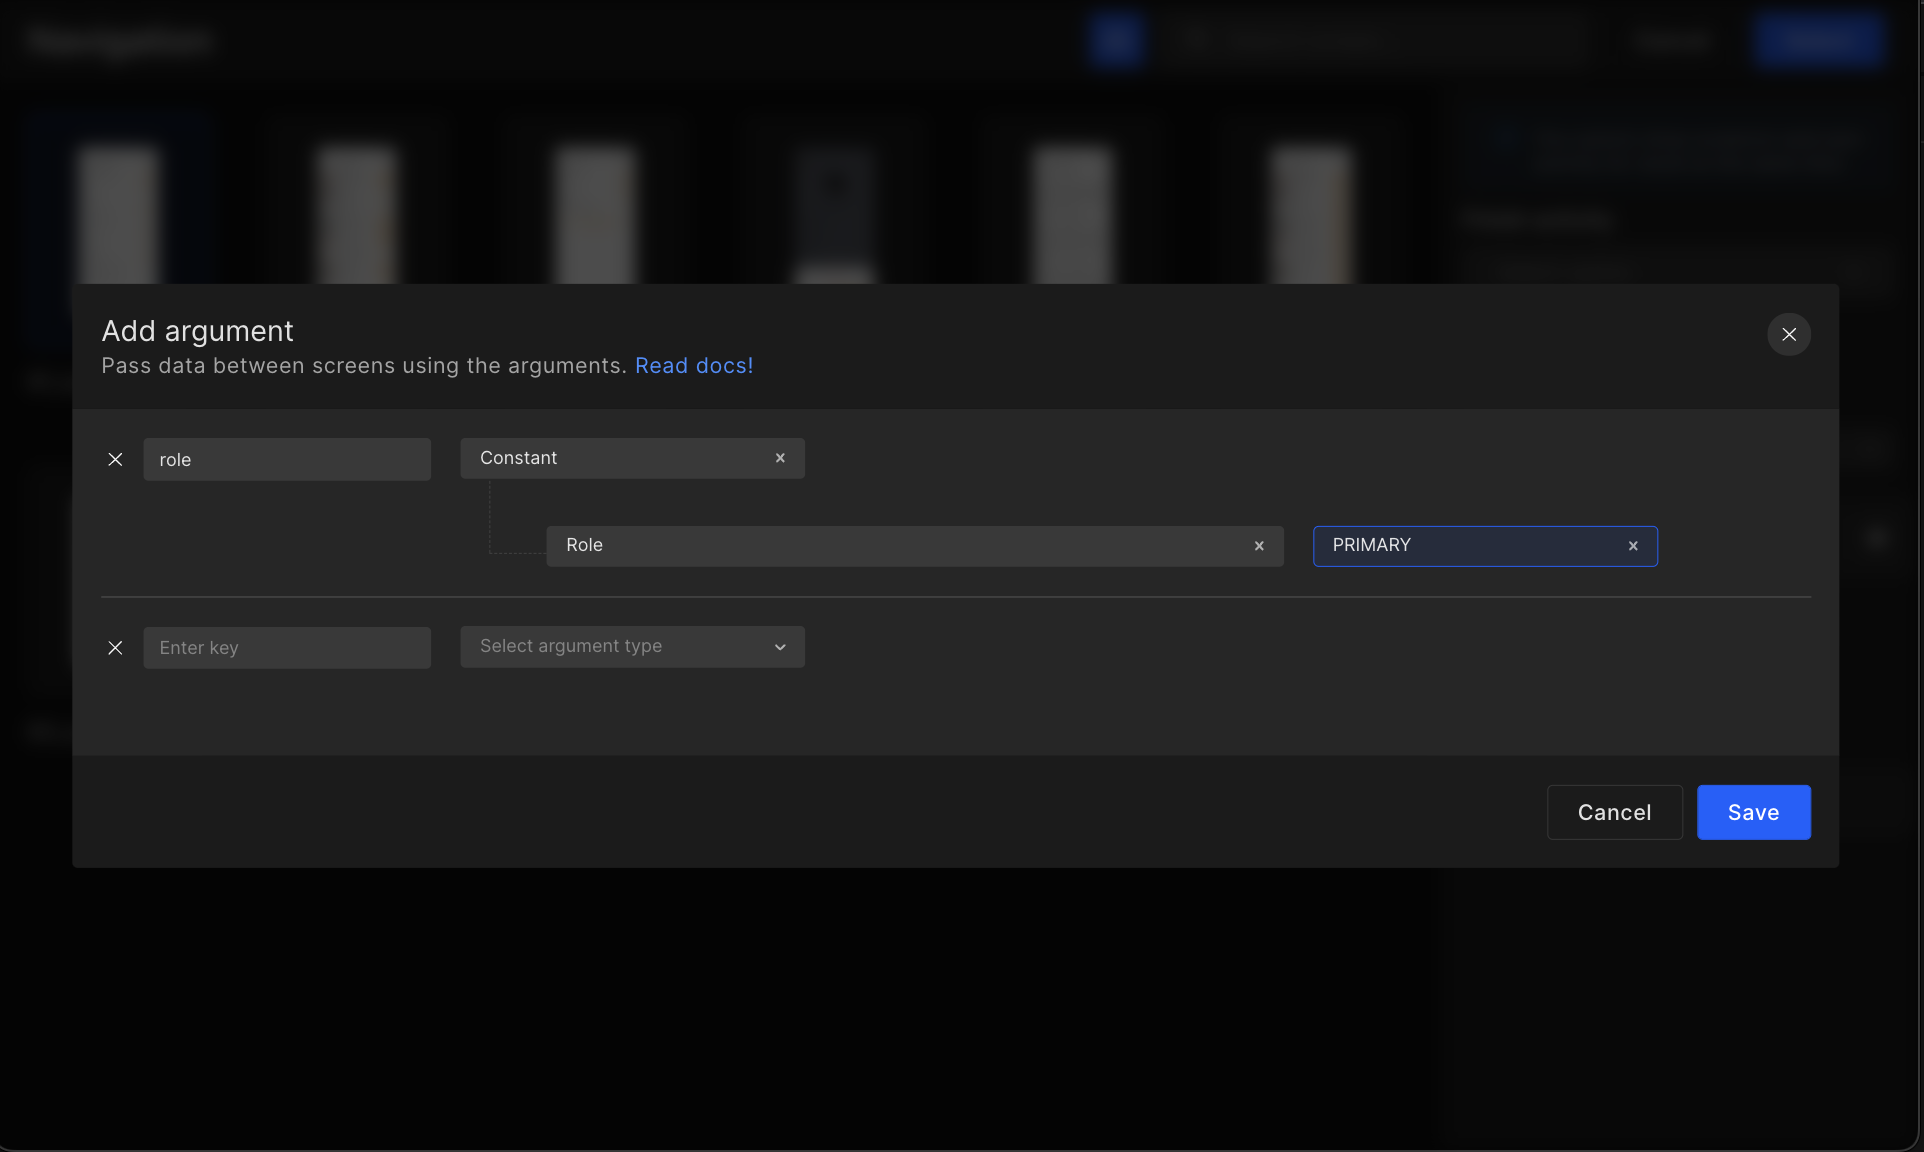 Navigation
Add argument
Pass data between screens using the arguments. Read docs!
role
Constant
Role
PRIMARY
Enter key
Select argument type
Cancel
Save